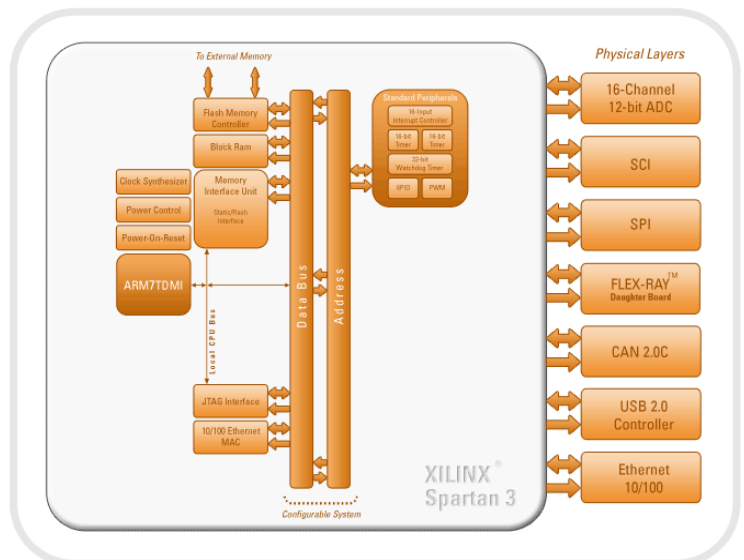 To External Memory
Flash Memory
Controller
Block Ram
Clock Synthesizer
Power Control
Power-On-Reset
Memory
Interface Unit
Static/Flash
Interface
ARM7TDMI
Local CPU Bus
JTAG Interface
10/100 Ethernet
MAC
Data Bus
Address
Configurable System
Standard Peripherals
16-Input
Interrupt Controller
16-bit
Timer
16-bit
Timer
32-bit
Watchdog Timer
GPIO
PWM
XILINX®
Spartan 3
Physical Layers
16-Channel
12-bit ADC
SCI
SPI
FLEX-RAY™
Daughter Board
CAN 2.0C
USB 2.0
Controller
Ethernet
10/100